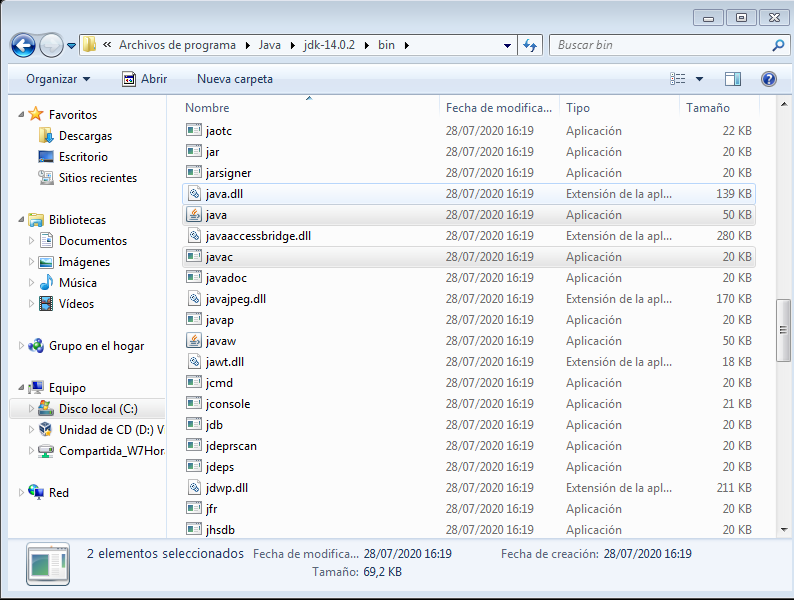 « Archivos de programa Java jdk-14.0.2 bin Buscar bin
Organizar Abrir Nueva carpeta
Favoritos
Descargas
Escritorio
Sitios recientes
Bibliotecas
Documentos
Imágenes
Música
Vídeos
Grupo en el hogar
Equipo
Disco local (C:)
Unidad de CD (D:) V
Compartida_W7Hor
Red
Nombre Fecha de modifica... Tipo Tamaño
jaotc 28/07/2020 16:19 Aplicación 22 KB
jar 28/07/2020 16:19 Aplicación 20 KB
jarsigner 28/07/2020 16:19 Aplicación 20 KB
java.dll 28/07/2020 16:19 Extensión de la apl... 139 KB
java 28/07/2020 16:19 Aplicación 50 KB
javaaccessbridge.dll 28/07/2020 16:19 Extensión de la apl... 280 KB
javac 28/07/2020 16:19 Aplicación 20 KB
javadoc 28/07/2020 16:19 Aplicación 20 KB
javajpeg.dll 28/07/2020 16:19 Extensión de la apl... 170 KB
javap 28/07/2020 16:19 Aplicación 20 KB
javaw 28/07/2020 16:19 Aplicación 50 KB
jawt.dll 28/07/2020 16:19 Extensión de la apl... 18 KB
jcmd 28/07/2020 16:19 Aplicación 20 KB
jconsole 28/07/2020 16:19 Aplicación 21 KB
jdb 28/07/2020 16:19 Aplicación 20 KB
jdeprscan 28/07/2020 16:19 Aplicación 20 KB
jdeps 28/07/2020 16:19 Aplicación 20 KB
jdwp.dll 28/07/2020 16:19 Extensión de la apl... 211 KB
jfr 28/07/2020 16:19 Aplicación 20 KB
jhsdb 28/07/2020 16:19 Aplicación 20 KB
2 elementos seleccionados Fecha de modifica... 28/07/2020 16:19 Fecha de creación: 28/07/2020 16:19
Tamaño: 69,2 KB